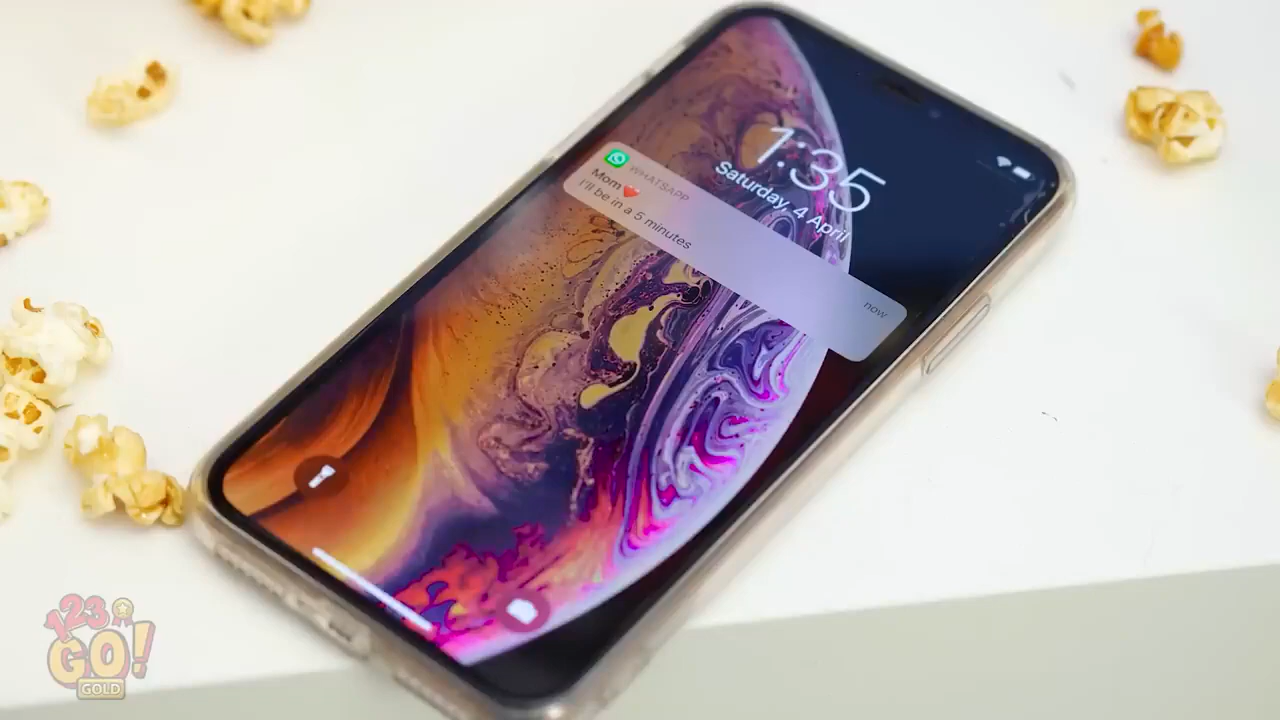 1:35
Saturday, 4 April
WHATSAPP
now
Mom ❤️
I'll be in a 5 minutes
123
GO!
GOLD